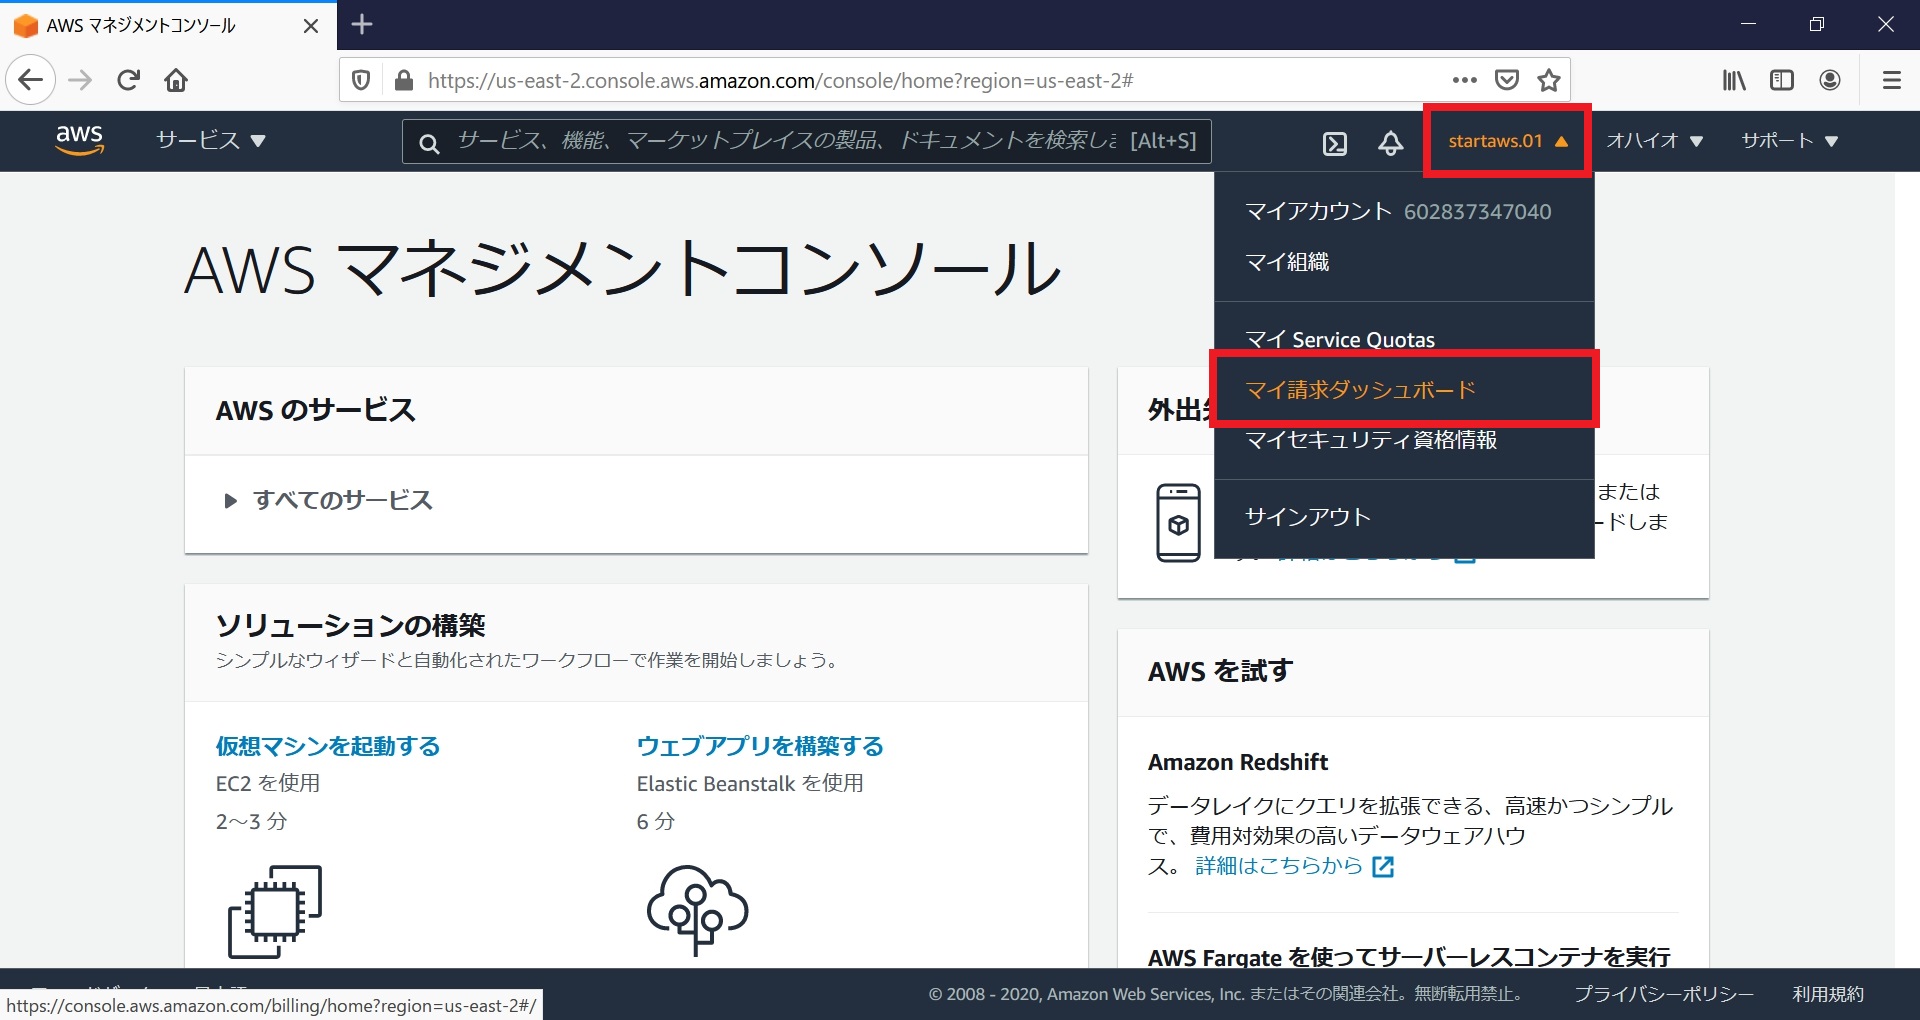 AWS マネジメントコンソール
https://us-east-2.console.aws.amazon.com/console/home?region=us-east-2#
aws
サービス
サービス、機能、マーケットプレイスの製品、ドキュメントを検索しま [Alt+S]
startaws.01
オハイオ
サポート
マイアカウント 602837347040
マイ組織
マイ Service Quotas
マイ請求ダッシュボード
マイセキュリティ資格情報
サインアウト
AWS マネジメントコンソール
AWS のサービス
すべてのサービス
ソリューションの構築
シンプルなウィザードと自動化されたワークフローで作業を開始しましょう。
仮想マシンを起動する
EC2 を使用
2～3 分
ウェブアプリを構築する
Elastic Beanstalk を使用
6 分
外出
または
ードしま
AWS を試す
Amazon Redshift
データレイクにクエリを拡張できる、高速かつシンプル
で、費用対効果の高いデータウェアハウ
ス。 詳細はこちらから
AWS Fargate を使ってサーバーレスコンテナを実行
https://console.aws.amazon.com/billing/home?region=us-east-2#/
© 2008 - 2020, Amazon Web Services, Inc. またはその関連会社。無断転用禁止。
プライバシーポリシー
利用規約